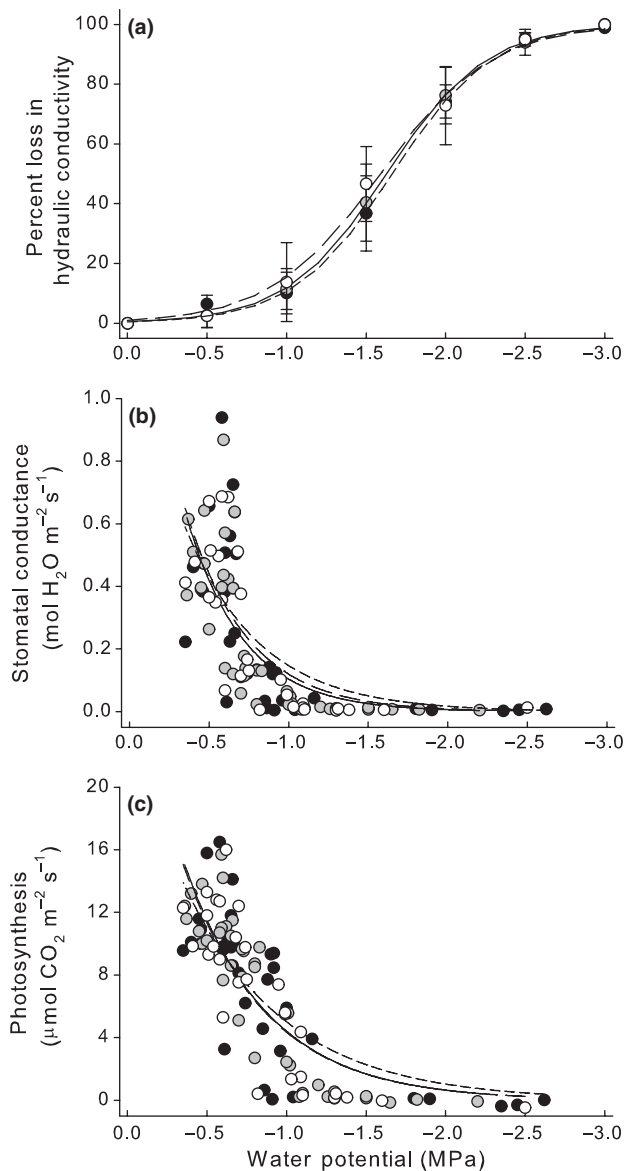 (a)
100
80
60
40
20
0
Percent loss in
hydraulic conductivity
0.0 −0.5 −1.0 −1.5 −2.0 −2.5 −3.0
(b)
1.0
0.8
0.6
0.4
0.2
0.0
Stomatal conductance
(mol H₂O m⁻² s⁻¹)
0.0 −0.5 −1.0 −1.5 −2.0 −2.5 −3.0
(c)
20
16
12
8
4
0
Photosynthesis
(μmol CO₂ m⁻² s⁻¹)
0.0 −0.5 −1.0 −1.5 −2.0 −2.5 −3.0
Water potential (MPa)